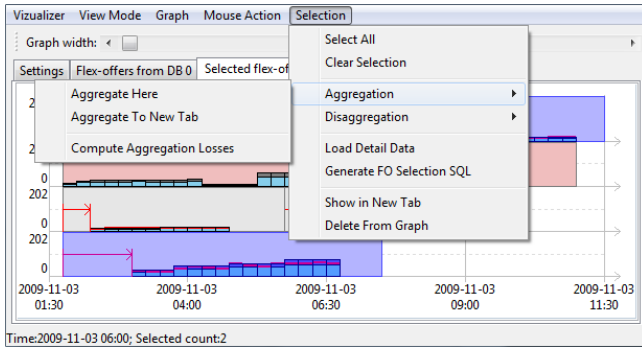 Vizualizer View Mode Graph Mouse Action Selection
Graph width:
Select All
Clear Selection
Settings Flex-offers from DB 0 Selected flex-of
Aggregate Here
Aggregation
Aggregate To New Tab
Disaggregation
Compute Aggregation Losses
Load Detail Data
Generate FO Selection SQL
Show in New Tab
Delete From Graph
2
2
0
202
0
202
0
2009-11-03 2009-11-03 2009-11-03 2009-11-03 2009-11-03
01:30 04:00 06:30 09:00 11:30
Time:2009-11-03 06:00; Selected count:2